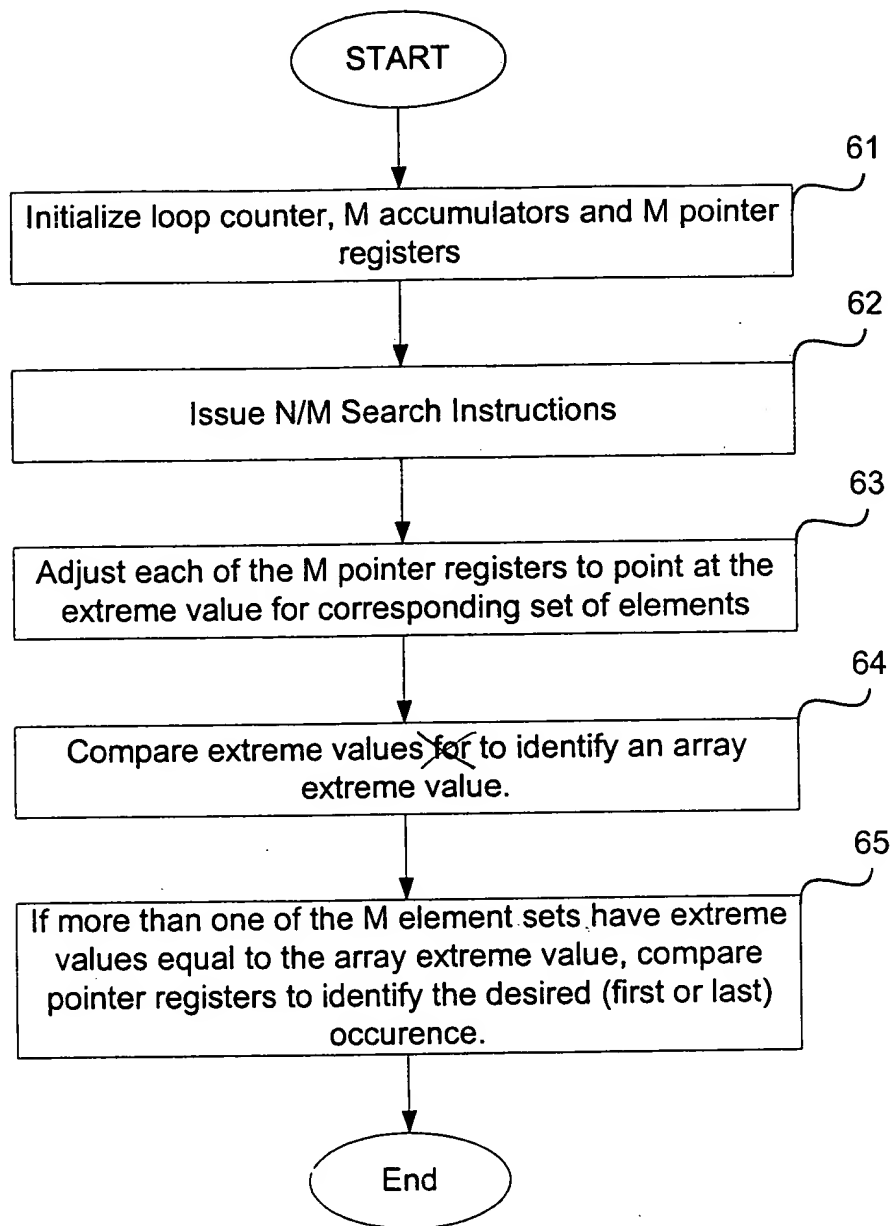 START
61
Initialize loop counter, M accumulators and M pointer
registers
62
Issue N/M Search Instructions
63
Adjust each of the M pointer registers to point at the
extreme value for corresponding set of elements
64
Compare extreme values for to identify an array
extreme value.
65
If more than one of the M element sets have extreme
values equal to the array extreme value, compare
pointer registers to identify the desired (first or last)
occurence.
End